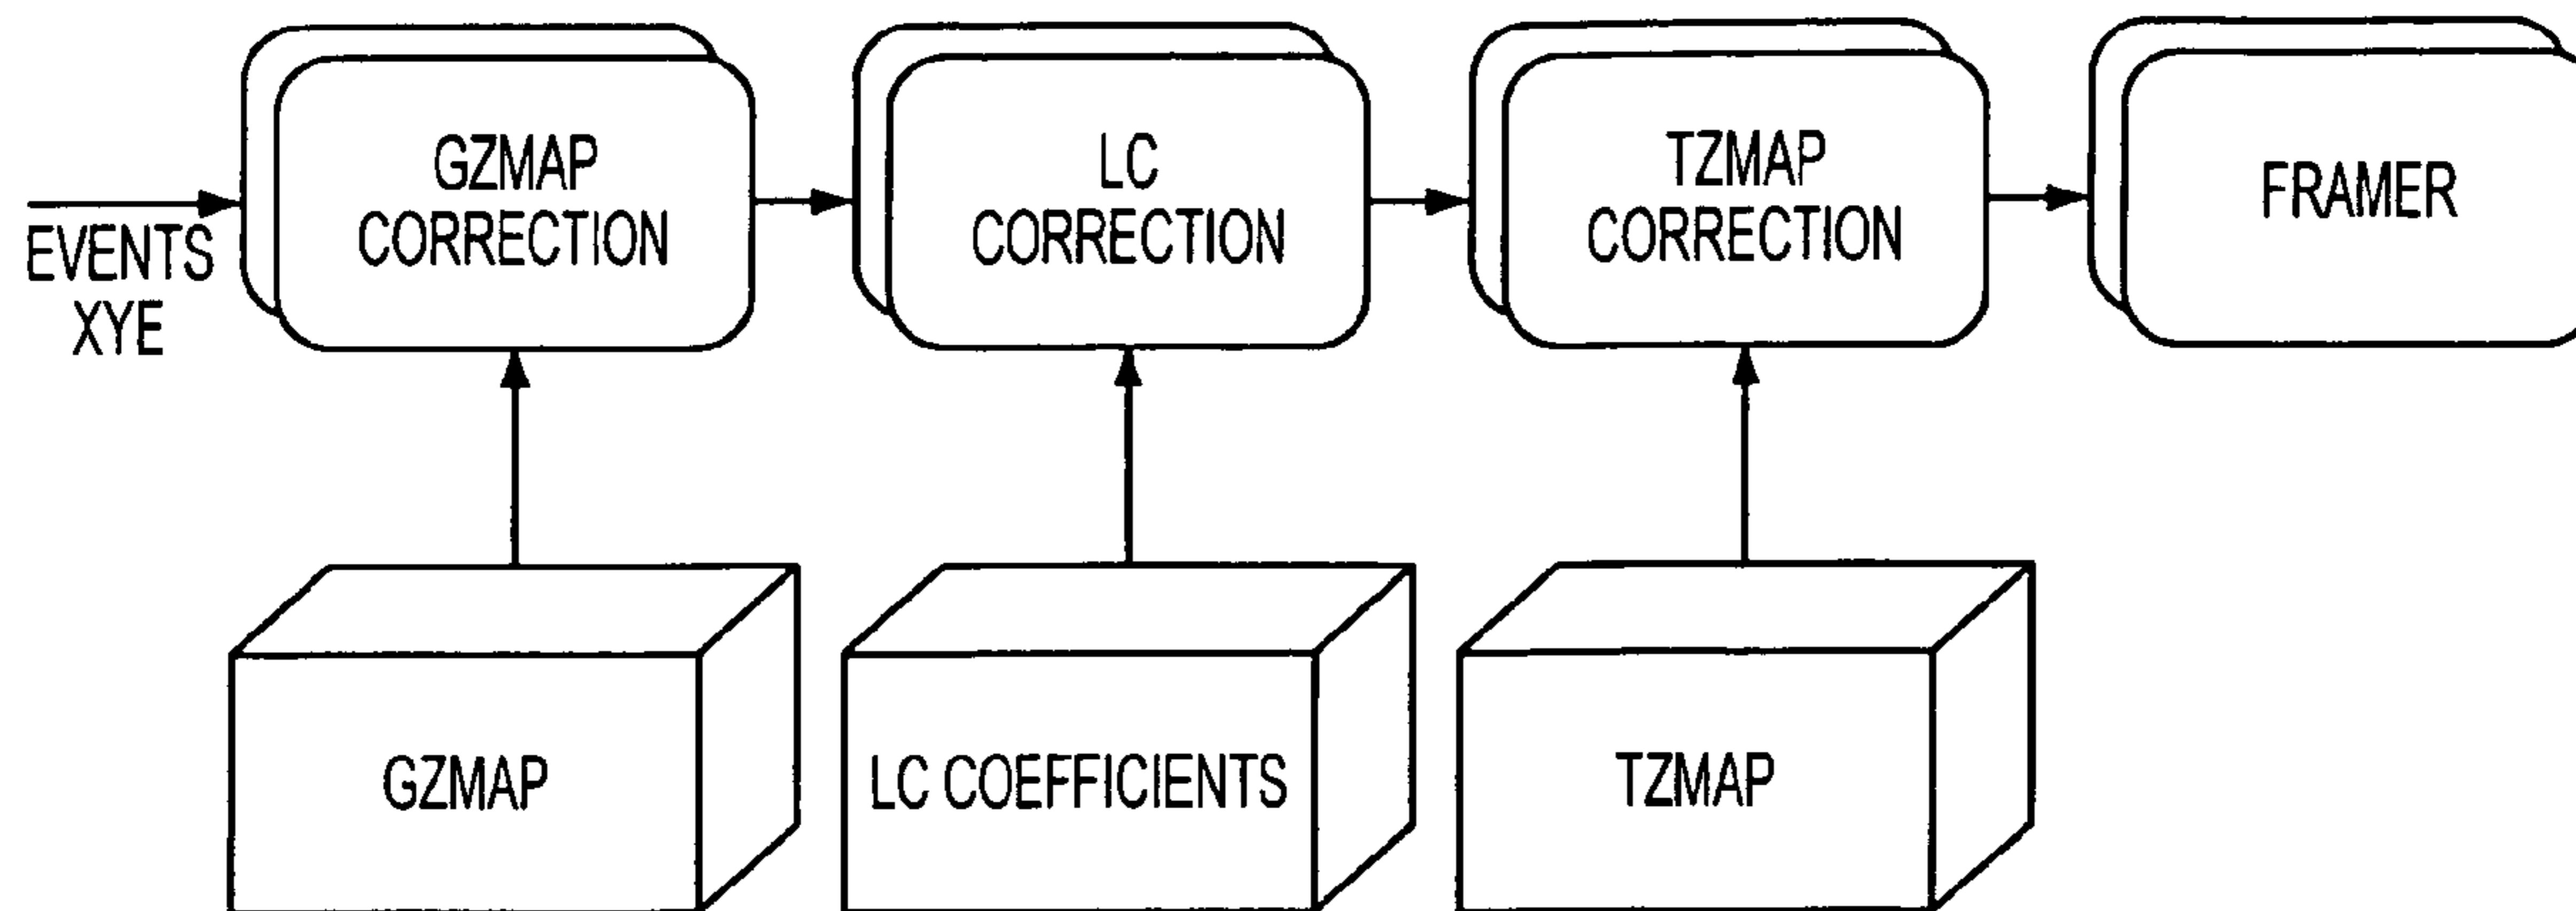 EVENTS
XYE
GZMAP
CORRECTION
LC
CORRECTION
TZMAP
CORRECTION
FRAMER
GZMAP
LC COEFFICIENTS
TZMAP